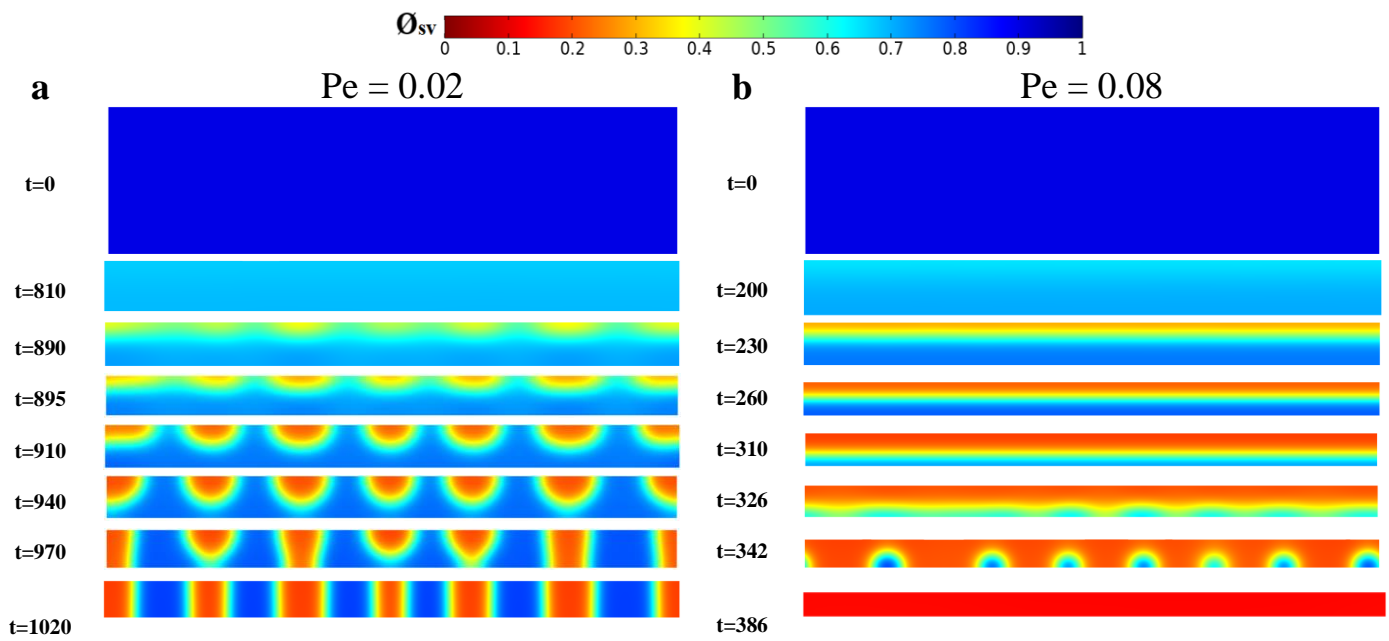 Øsv
0 0.1 0.2 0.3 0.4 0.5 0.6 0.7 0.8 0.9 1
a Pe = 0.02
t=0
t=810
t=890
t=895
t=910
t=940
t=970
t=1020
b Pe = 0.08
t=0
t=200
t=230
t=260
t=310
t=326
t=342
t=386